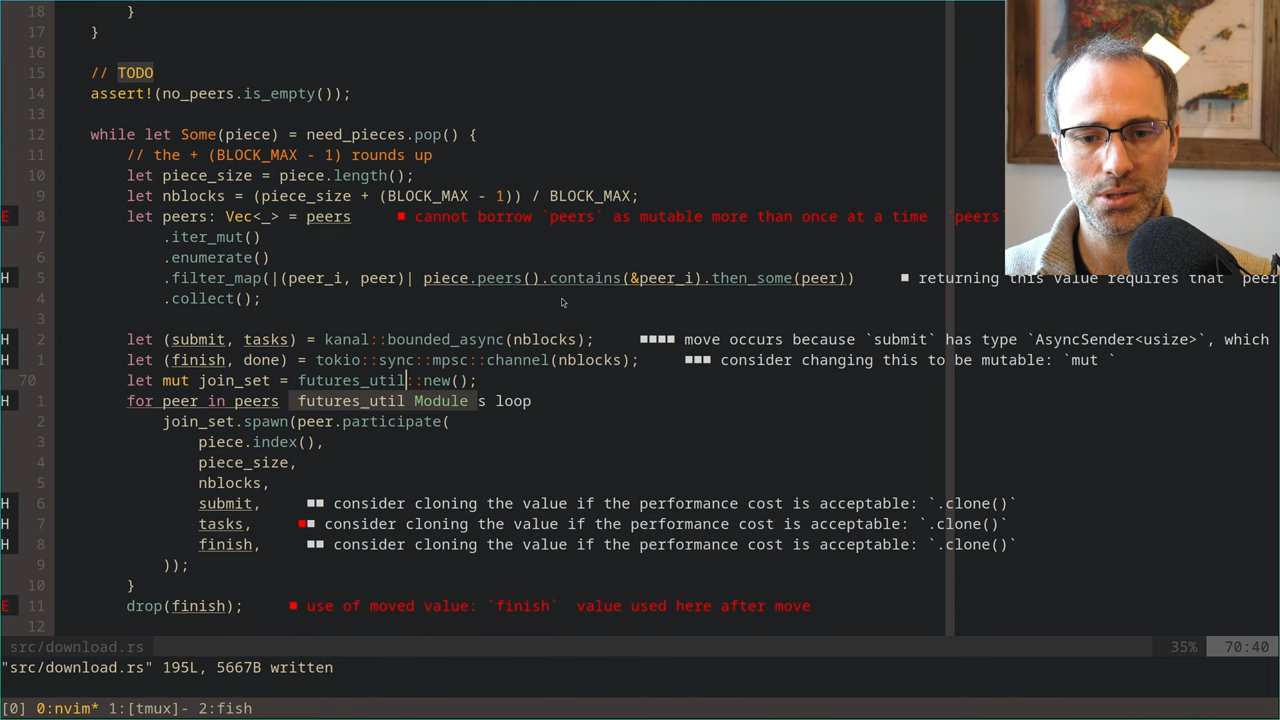 18 }
17 }
16
15 // TODO
14 assert!(no_peers.is_empty());
13
12 while let Some(piece) = need_pieces.pop() {
11 // the + (BLOCK_MAX - 1) rounds up
10 let piece_size = piece.length();
9 let nblocks = (piece_size + (BLOCK_MAX - 1)) / BLOCK_MAX;
E 8 let peers: Vec<_> = peers ■ cannot borrow `peers` as mutable more than once at a time `peers`
7 .iter_mut()
6 .enumerate()
H 5 .filter_map(|(peer_i, peer)| piece.peers().contains(&peer_i).then_some(peer)) ■ returning this value requires that `peer
4 .collect();
3
H 2 let (submit, tasks) = kanal::bounded_async(nblocks); ■■■■ move occurs because `submit` has type `AsyncSender<usize>`, which
H 1 let (finish, done) = tokio::sync::mpsc::channel(nblocks); ■■■ consider changing this to be mutable: `mut `
70 let mut join_set = futures_util::new();
H 1 for peer in peers futures_util Module s loop
2 join_set.spawn(peer.participate(
3 piece.index(),
4 piece_size,
5 nblocks,
H 6 submit, ■■ consider cloning the value if the performance cost is acceptable: `.clone()`
H 7 tasks, ■■ consider cloning the value if the performance cost is acceptable: `.clone()`
H 8 finish, ■■ consider cloning the value if the performance cost is acceptable: `.clone()`
9 ));
10 }
E 11 drop(finish); ■ use of moved value: `finish` value used here after move
12
src/download.rs 35% 70:40
"src/download.rs" 195L, 5667B written
[0] 0:nvim* 1:[tmux]- 2:fish